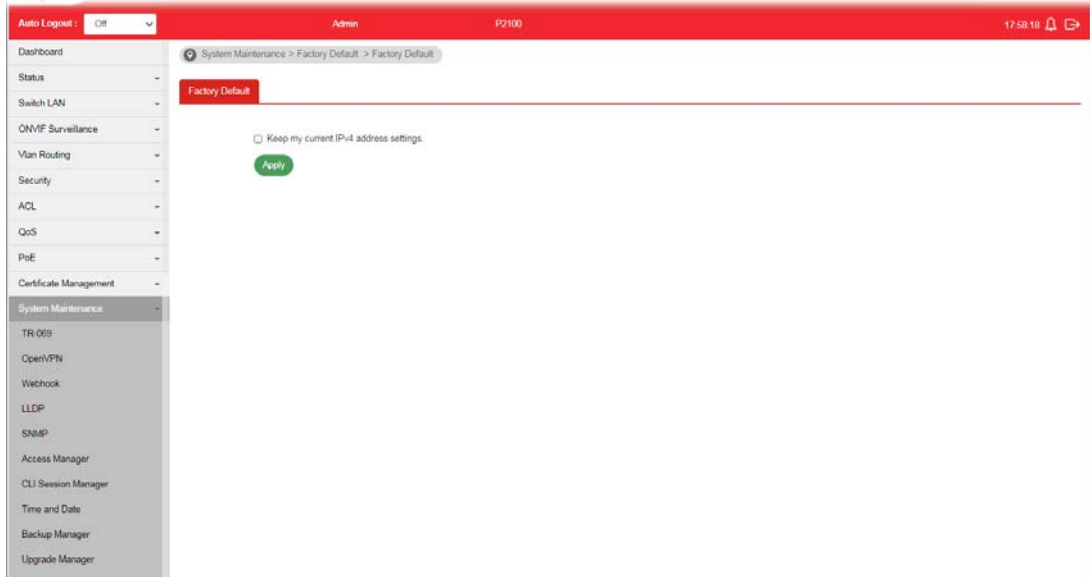 Auto Logout : Off Admin P2100 17:58:18
Dashboard
System Maintenance > Factory Default > Factory Default
Status
Factory Default
Switch LAN
ONVIF Surveillance
Keep my current IPv4 address settings.
Vlan Routing
Apply
Security
ACL
QoS
PoE
Certificate Management
System Maintenance
TR-069
OpenVPN
Webhook
LLDP
SNMP
Access Manager
CLI Session Manager
Time and Date
Backup Manager
Upgrade Manager